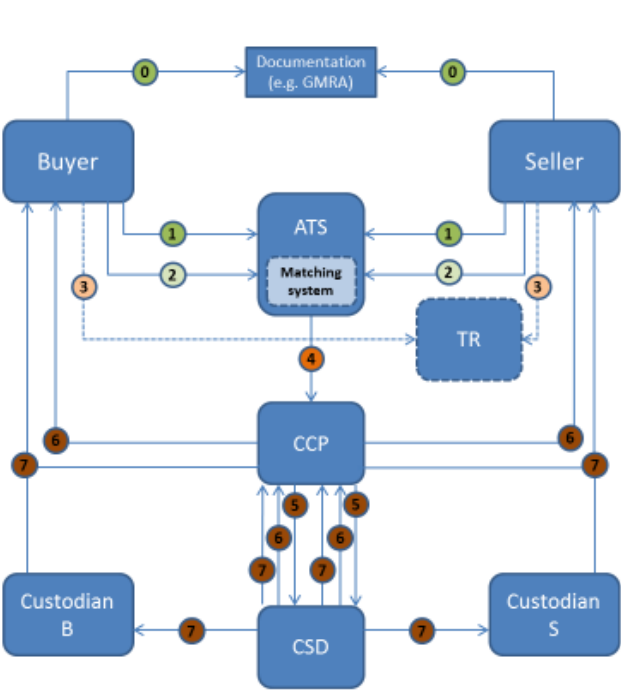 0
Documentation
(e.g. GMRA)
0
Buyer
Seller
ATS
1
1
2
Matching
system
2
3
3
TR
4
CCP
6
6
7
7
5
5
6
6
7
7
Custodian
B
Custodian
S
7
CSD
7